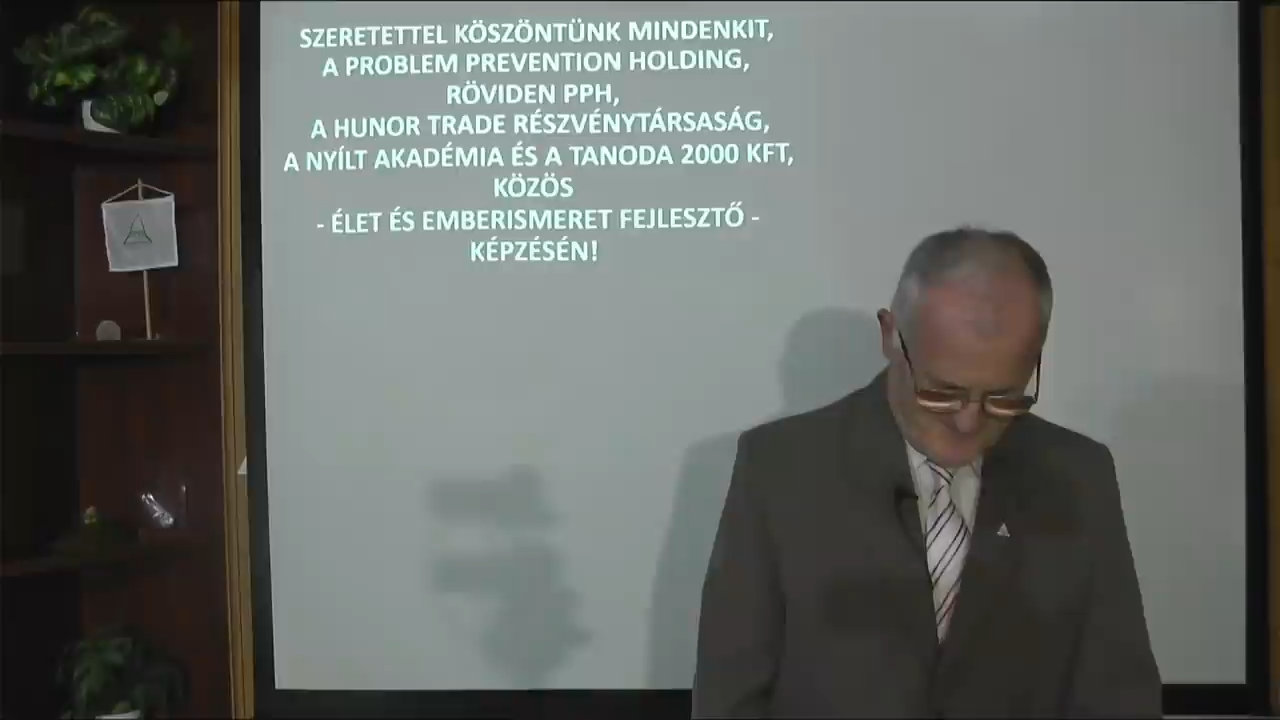 SZERETETTEL KÖSZÖNTÜNK MINDENKIT,
A PROBLEM PREVENTION HOLDING,
RÖVIDEN PPH,
A HUNOR TRADE RÉSZVÉNYTÁRSASÁG,
A NYÍLT AKADÉMIA ÉS A TANODA 2000 KFT,
KÖZÖS
- ÉLET ÉS EMBERISMERET FEJLESZTŐ -
KÉPZÉSÉN!